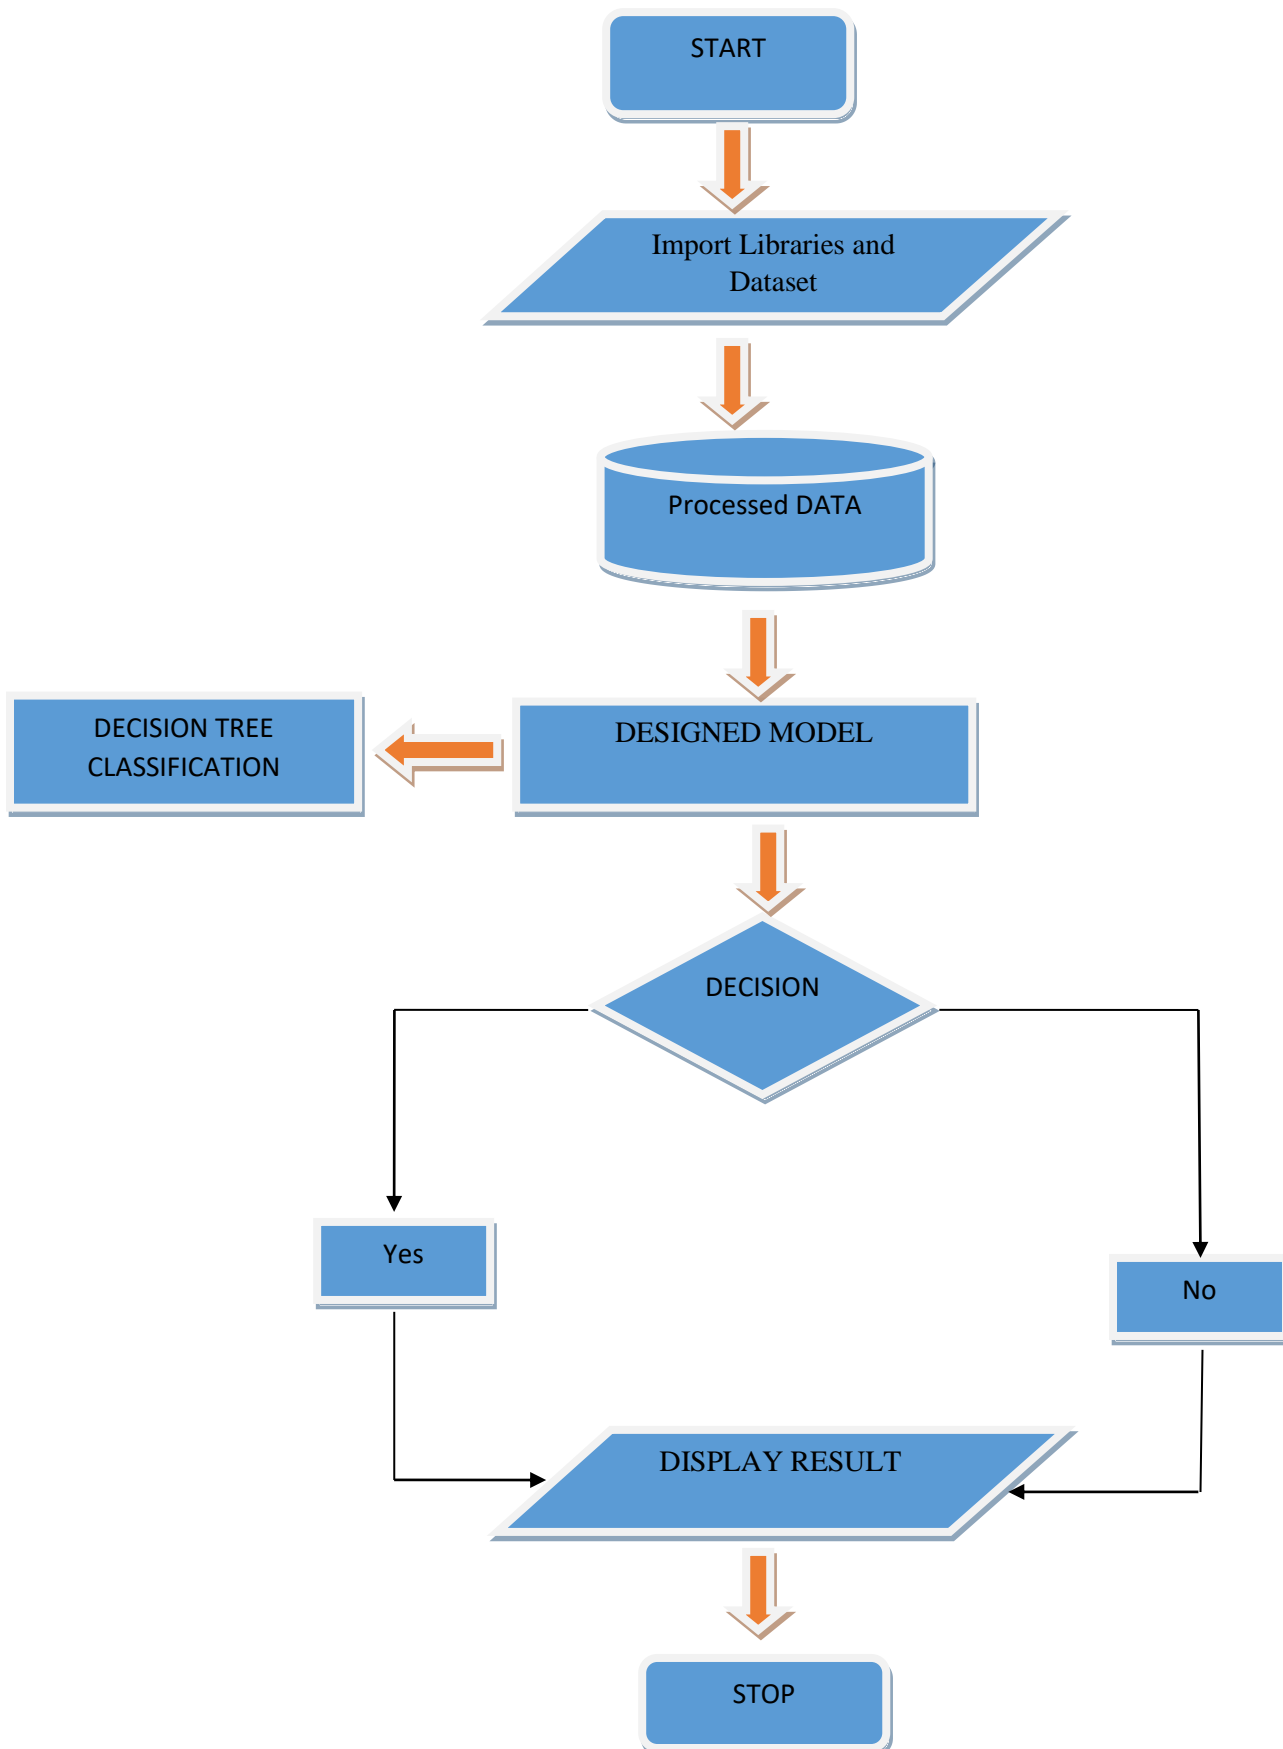 START
Import Libraries and
Dataset
Processed DATA
DECISION TREE
CLASSIFICATION
DESIGNED MODEL
DECISION
Yes
No
DISPLAY RESULT
STOP